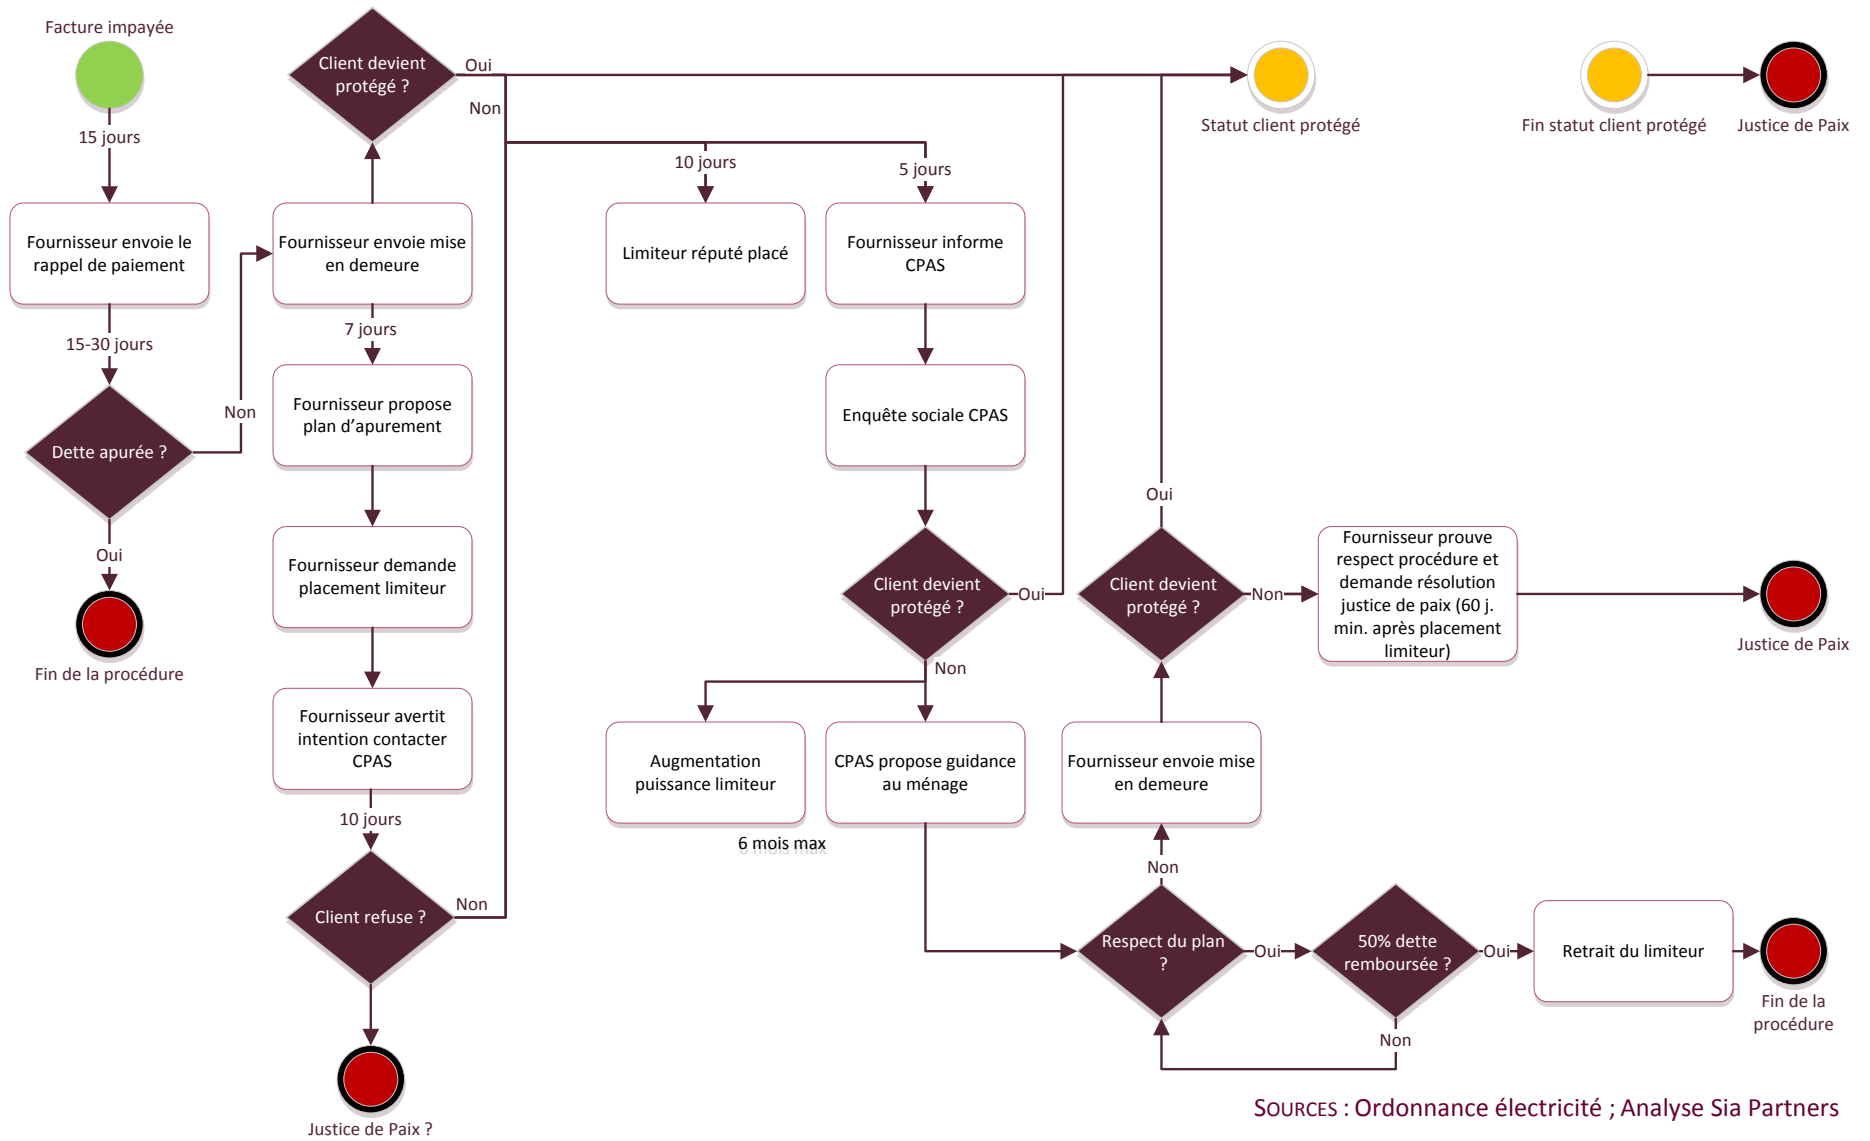 Facture impayée
15 jours
Fournisseur envoie le
rappel de paiement
15-30 jours
Dette apurée ?
Non
Oui
Fin de la procédure
Client devient
protégé ?
Oui
Non
Fournisseur envoie mise
en demeure
7 jours
Fournisseur propose
plan d'apurement
Fournisseur demande
placement limiteur
Fournisseur avertit
intention contacter
CPAS
10 jours
Client refuse ?
Non
Justice de Paix ?
10 jours
Limiteur réputé placé
5 jours
Fournisseur informe
CPAS
Enquête sociale CPAS
Client devient
protégé ?
Oui
Non
Augmentation
puissance limiteur
CPAS propose guidance
au ménage
6 mois max
Respect du plan
?
Non
Oui
Fournisseur envoie mise
en demeure
Client devient
protégé ?
Oui
Non
Fournisseur prouve
respect procédure et
demande résolution
justice de paix (60 j.
min. après placement
limiteur)
Justice de Paix
50% dette
remboursée ?
Oui
Non
Retrait du limiteur
Fin de la
procédure
Statut client protégé
Fin statut client protégé
Justice de Paix
SOURCES : Ordonnance électricité ; Analyse Sia Partners